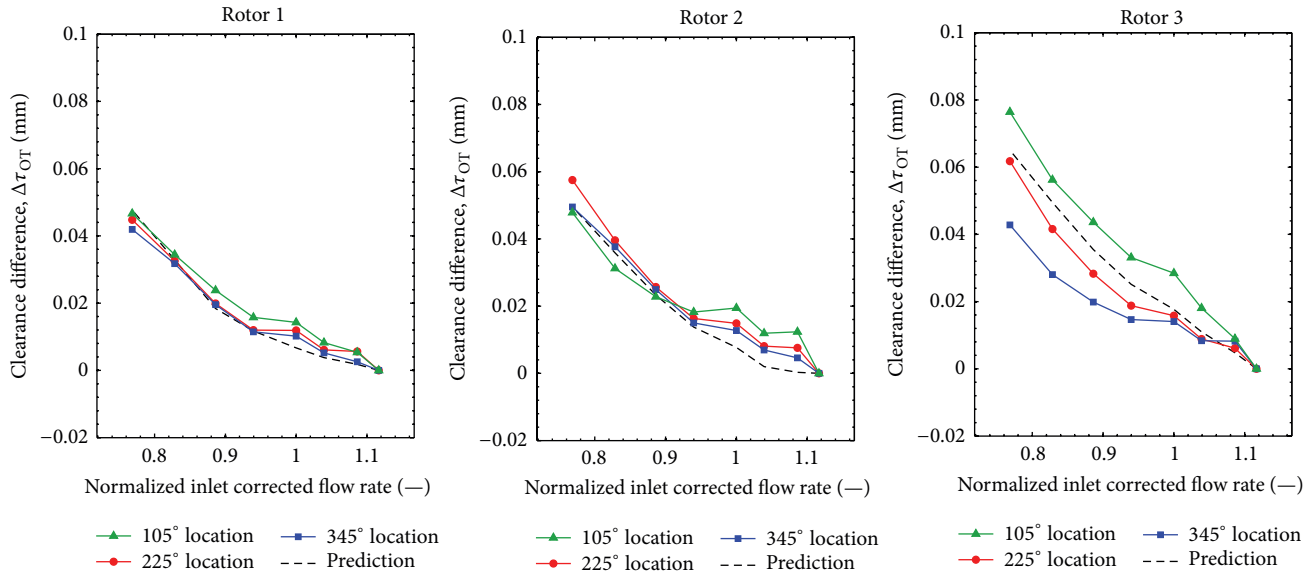 Rotor 1
Clearance difference, Δτ_OT (mm)
0.1
0.08
0.06
0.04
0.02
0
−0.02
0.8
0.9
1
1.1
Normalized inlet corrected flow rate (—)
105° location
345° location
225° location
Prediction
Rotor 2
Clearance difference, Δτ_OT (mm)
0.1
0.08
0.06
0.04
0.02
0
−0.02
0.8
0.9
1
1.1
Normalized inlet corrected flow rate (—)
105° location
345° location
225° location
Prediction
Rotor 3
Clearance difference, Δτ_OT (mm)
0.1
0.08
0.06
0.04
0.02
0
−0.02
0.8
0.9
1
1.1
Normalized inlet corrected flow rate (—)
105° location
345° location
225° location
Prediction